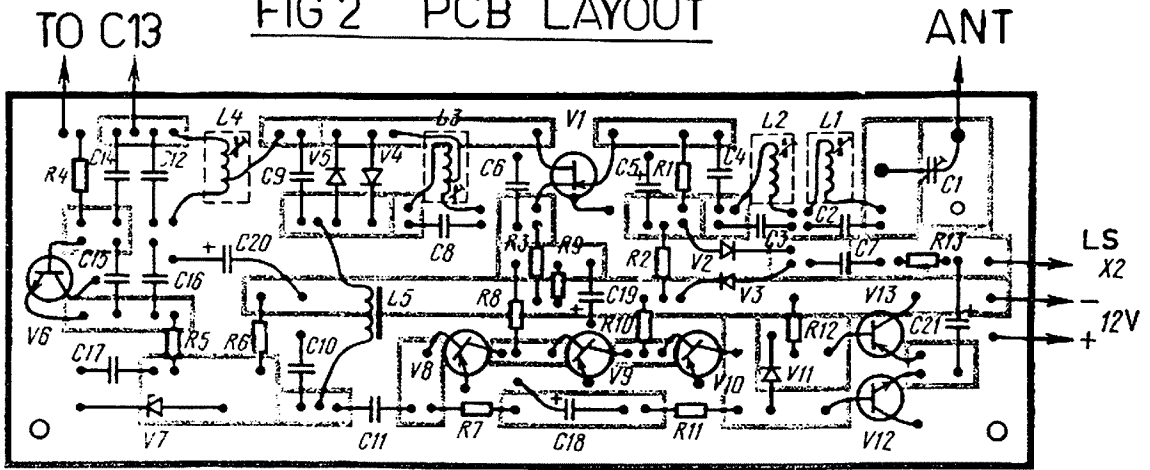 FIG 2 PCB LAYOUT
TO C13
ANT
L4
L3
V1
L2
L1
R4
C14
C12
C9
V5
V4
C6
C5
R1
C4
C1
C8
C2
C15
C16
C20
R3
R9
R2
V2
C3
C7
R13
LS
X2
L5
R8
C19
V3
V13
-
V6
R5
R6
C10
R10
R12
C21
12V
+
C17
V8
V9
V10
V11
V7
C11
R7
C18
R11
V12